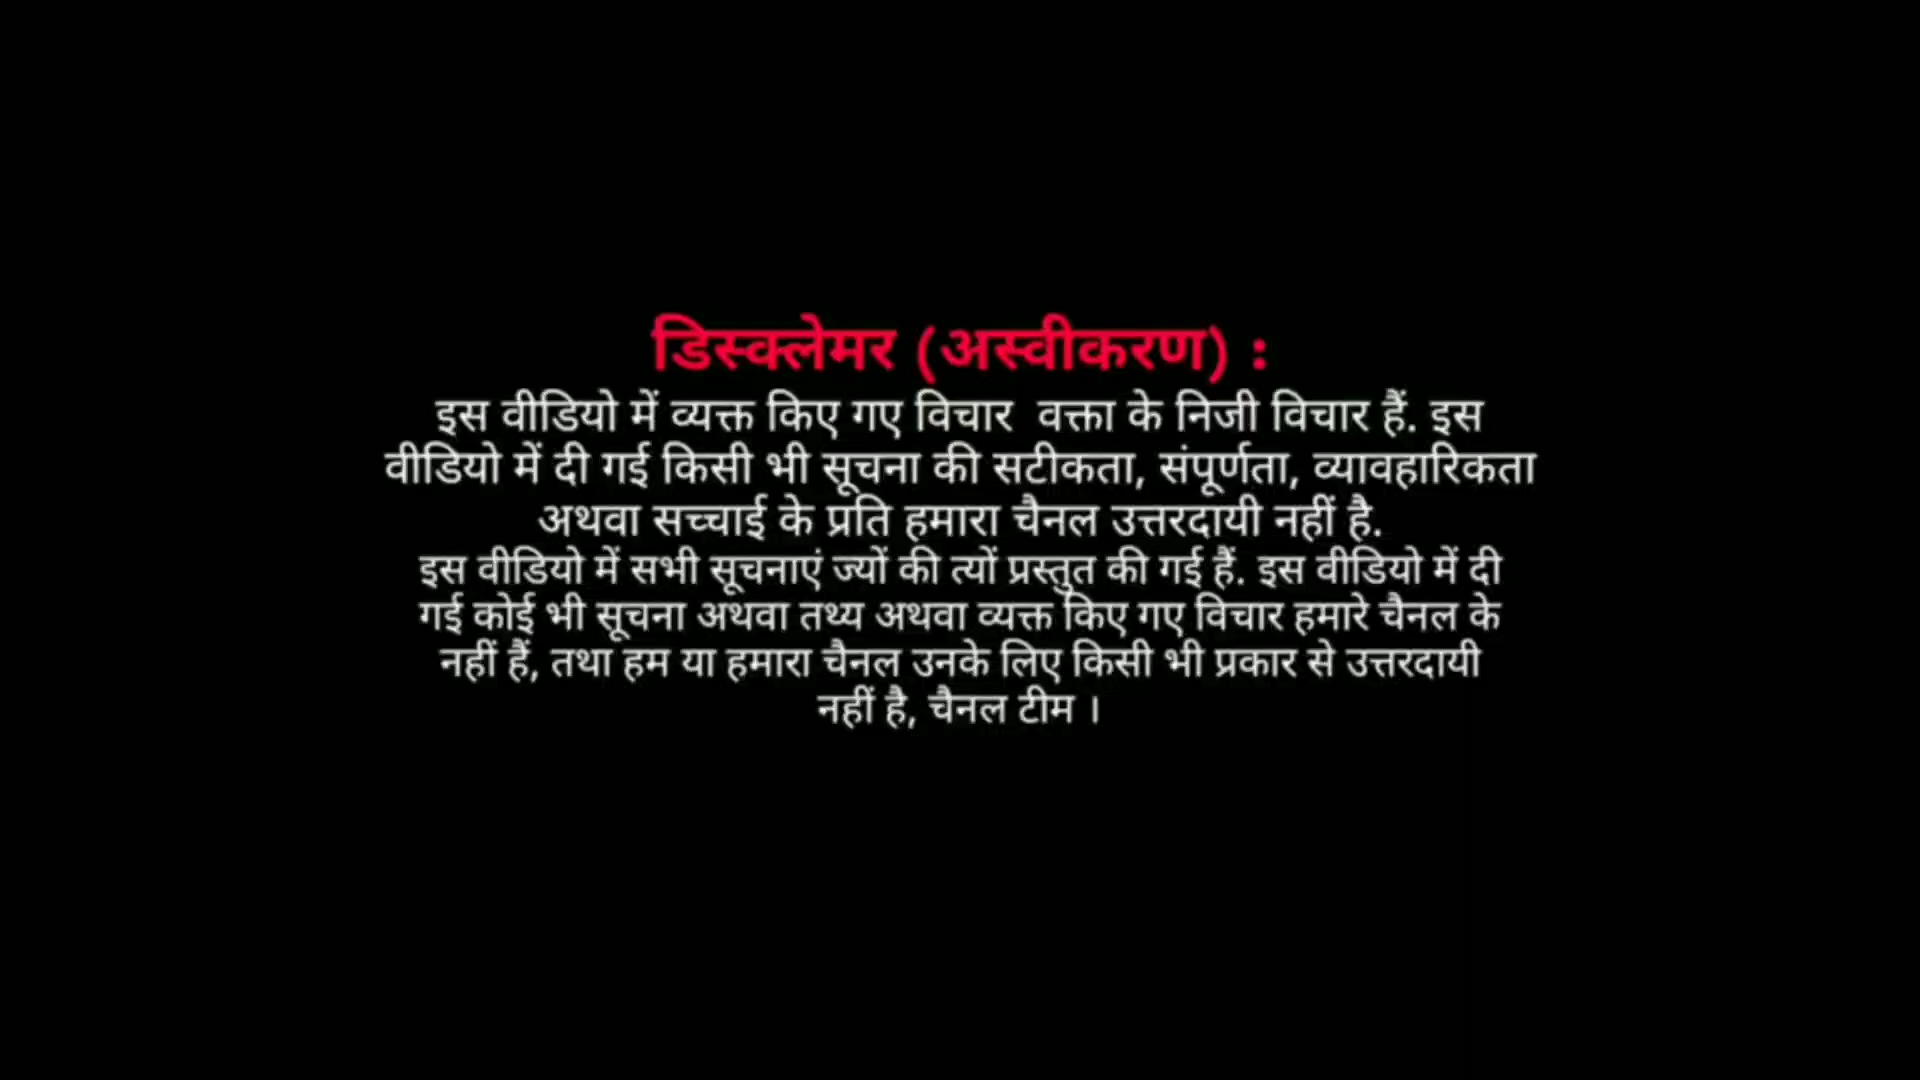 डिस्क्लेमर (अस्वीकरण) :
इस वीडियो में व्यक्त किए गए विचार वक्ता के निजी विचार हैं. इस
वीडियो में दी गई किसी भी सूचना की सटीकता, संपूर्णता, व्यावहारिकता
अथवा सच्चाई के प्रति हमारा चैनल उत्तरदायी नहीं है.
इस वीडियो में सभी सूचनाएं ज्यों की त्यों प्रस्तुत की गई हैं. इस वीडियो में दी
गई कोई भी सूचना अथवा तथ्य अथवा व्यक्त किए गए विचार हमारे चैनल के
नहीं हैं, तथा हम या हमारा चैनल उनके लिए किसी भी प्रकार से उत्तरदायी
नहीं है, चैनल टीम ।